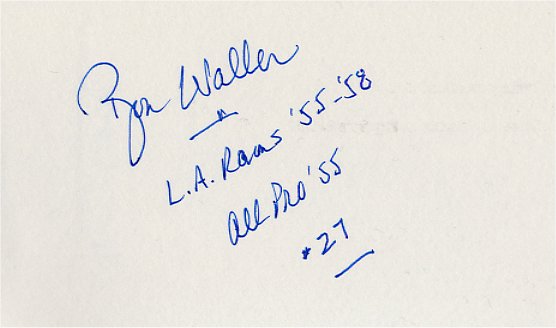 Ron Waller
L.A. Rams '55-'58
All Pro '55
#27